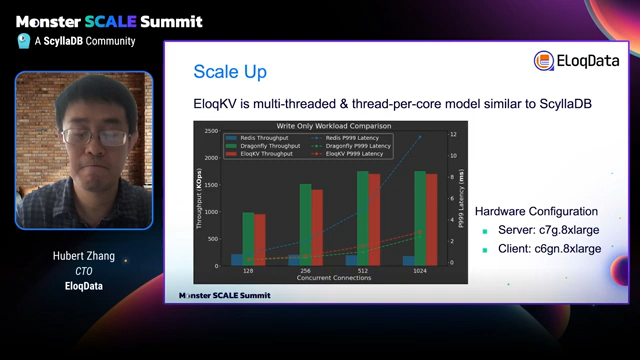 Monster SCALE Summit
A ScyllaDB Community
Hubert Zhang
CTO
EloqData
EloqData
Scale Up
EloqKV is multi-threaded & thread-per-core model similar to ScyllaDB
Write Only Workload Comparison
Redis Throughput
Dragonfly Throughput
EloqKV Throughput
Redis P999 Latency
Dragonfly P999 Latency
EloqKV P999 Latency
Throughput (KOps)
2500
2000
1500
1000
500
0
128
256
512
1024
Concurrent Connections
12
10
8
6
4
2
0
P999 Latency (ms)
Hardware Configuration
Server: c7g.8xlarge
Client: c6gn.8xlarge
Monster SCALE Summit